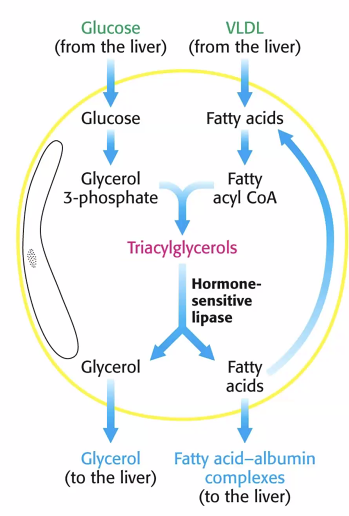 Glucose
(from the liver)
VLDL
(from the liver)
Glucose
Fatty acids
Glycerol
3-phosphate
Fatty
acyl CoA
Triacylglycerols
Hormone-
sensitive
lipase
Glycerol
Fatty
acids
Glycerol
(to the liver)
Fatty acid–albumin
complexes
(to the liver)